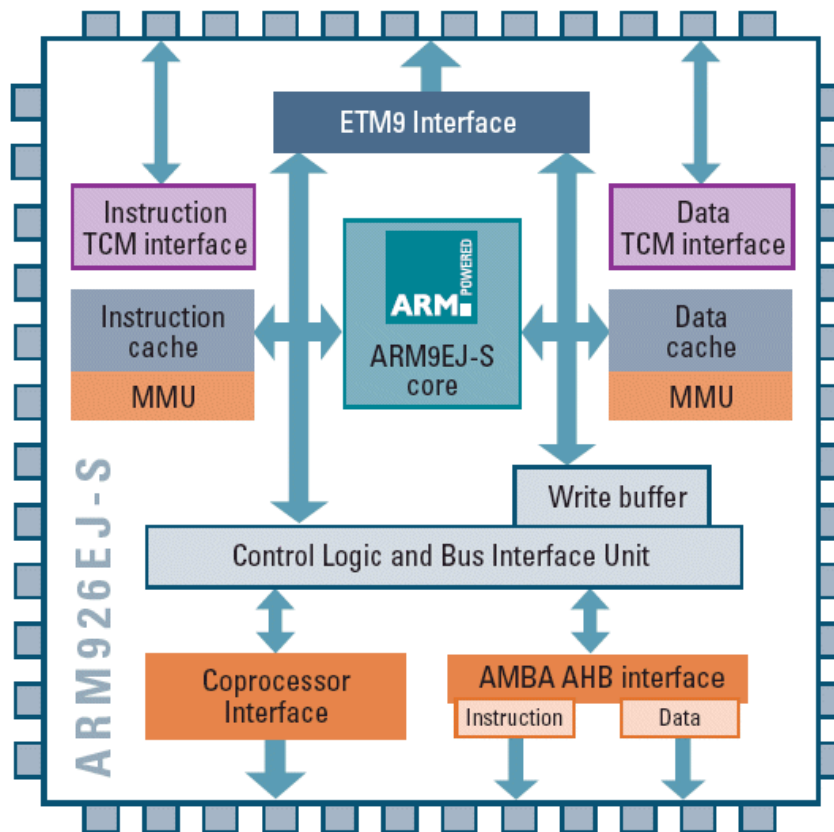 ETM9 Interface
Instruction
TCM interface
Data
TCM interface
ARM
POWERED
Instruction
cache
MMU
ARM9EJ-S
core
Data
cache
MMU
Write buffer
Control Logic and Bus Interface Unit
ARM926EJ-S
Coprocessor
Interface
AMBA AHB interface
Instruction
Data